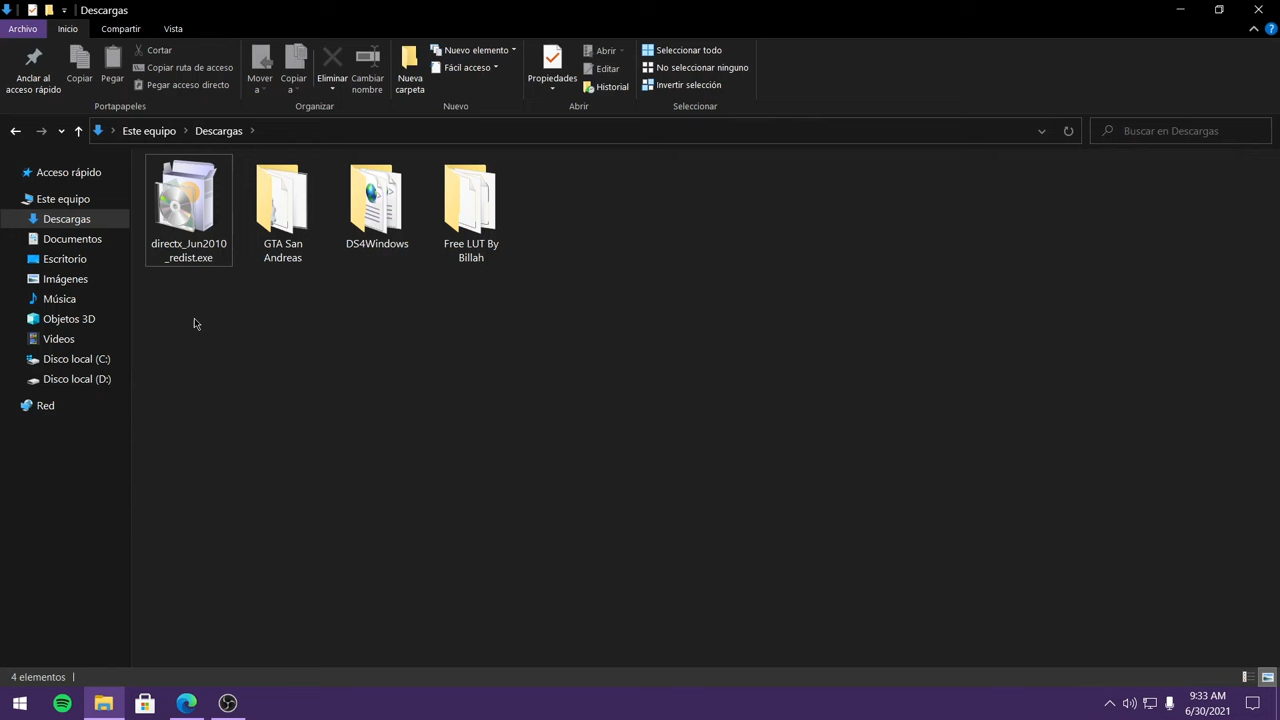 Descargas
Archivo
Inicio
Compartir
Vista
Anclar al
acceso rápido
Copiar
Pegar
Cortar
Copiar ruta de acceso
Pegar acceso directo
Portapapeles
Mover
a
Copiar
a
Eliminar
Cambiar
nombre
Organizar
Nueva
carpeta
Nuevo elemento
Fácil acceso
Nuevo
Propiedades
Abrir
Editar
Historial
Abrir
Seleccionar todo
No seleccionar ninguno
Invertir selección
Seleccionar
Este equipo
Descargas
Buscar en Descargas
Acceso rápido
Este equipo
Descargas
Documentos
Escritorio
Imágenes
Música
Objetos 3D
Videos
Disco local (C:)
Disco local (D:)
Red
directx_Jun2010
_redist.exe
GTA San
Andreas
DS4Windows
Free LUT By
Billah
4 elementos
9:33 AM
6/30/2021